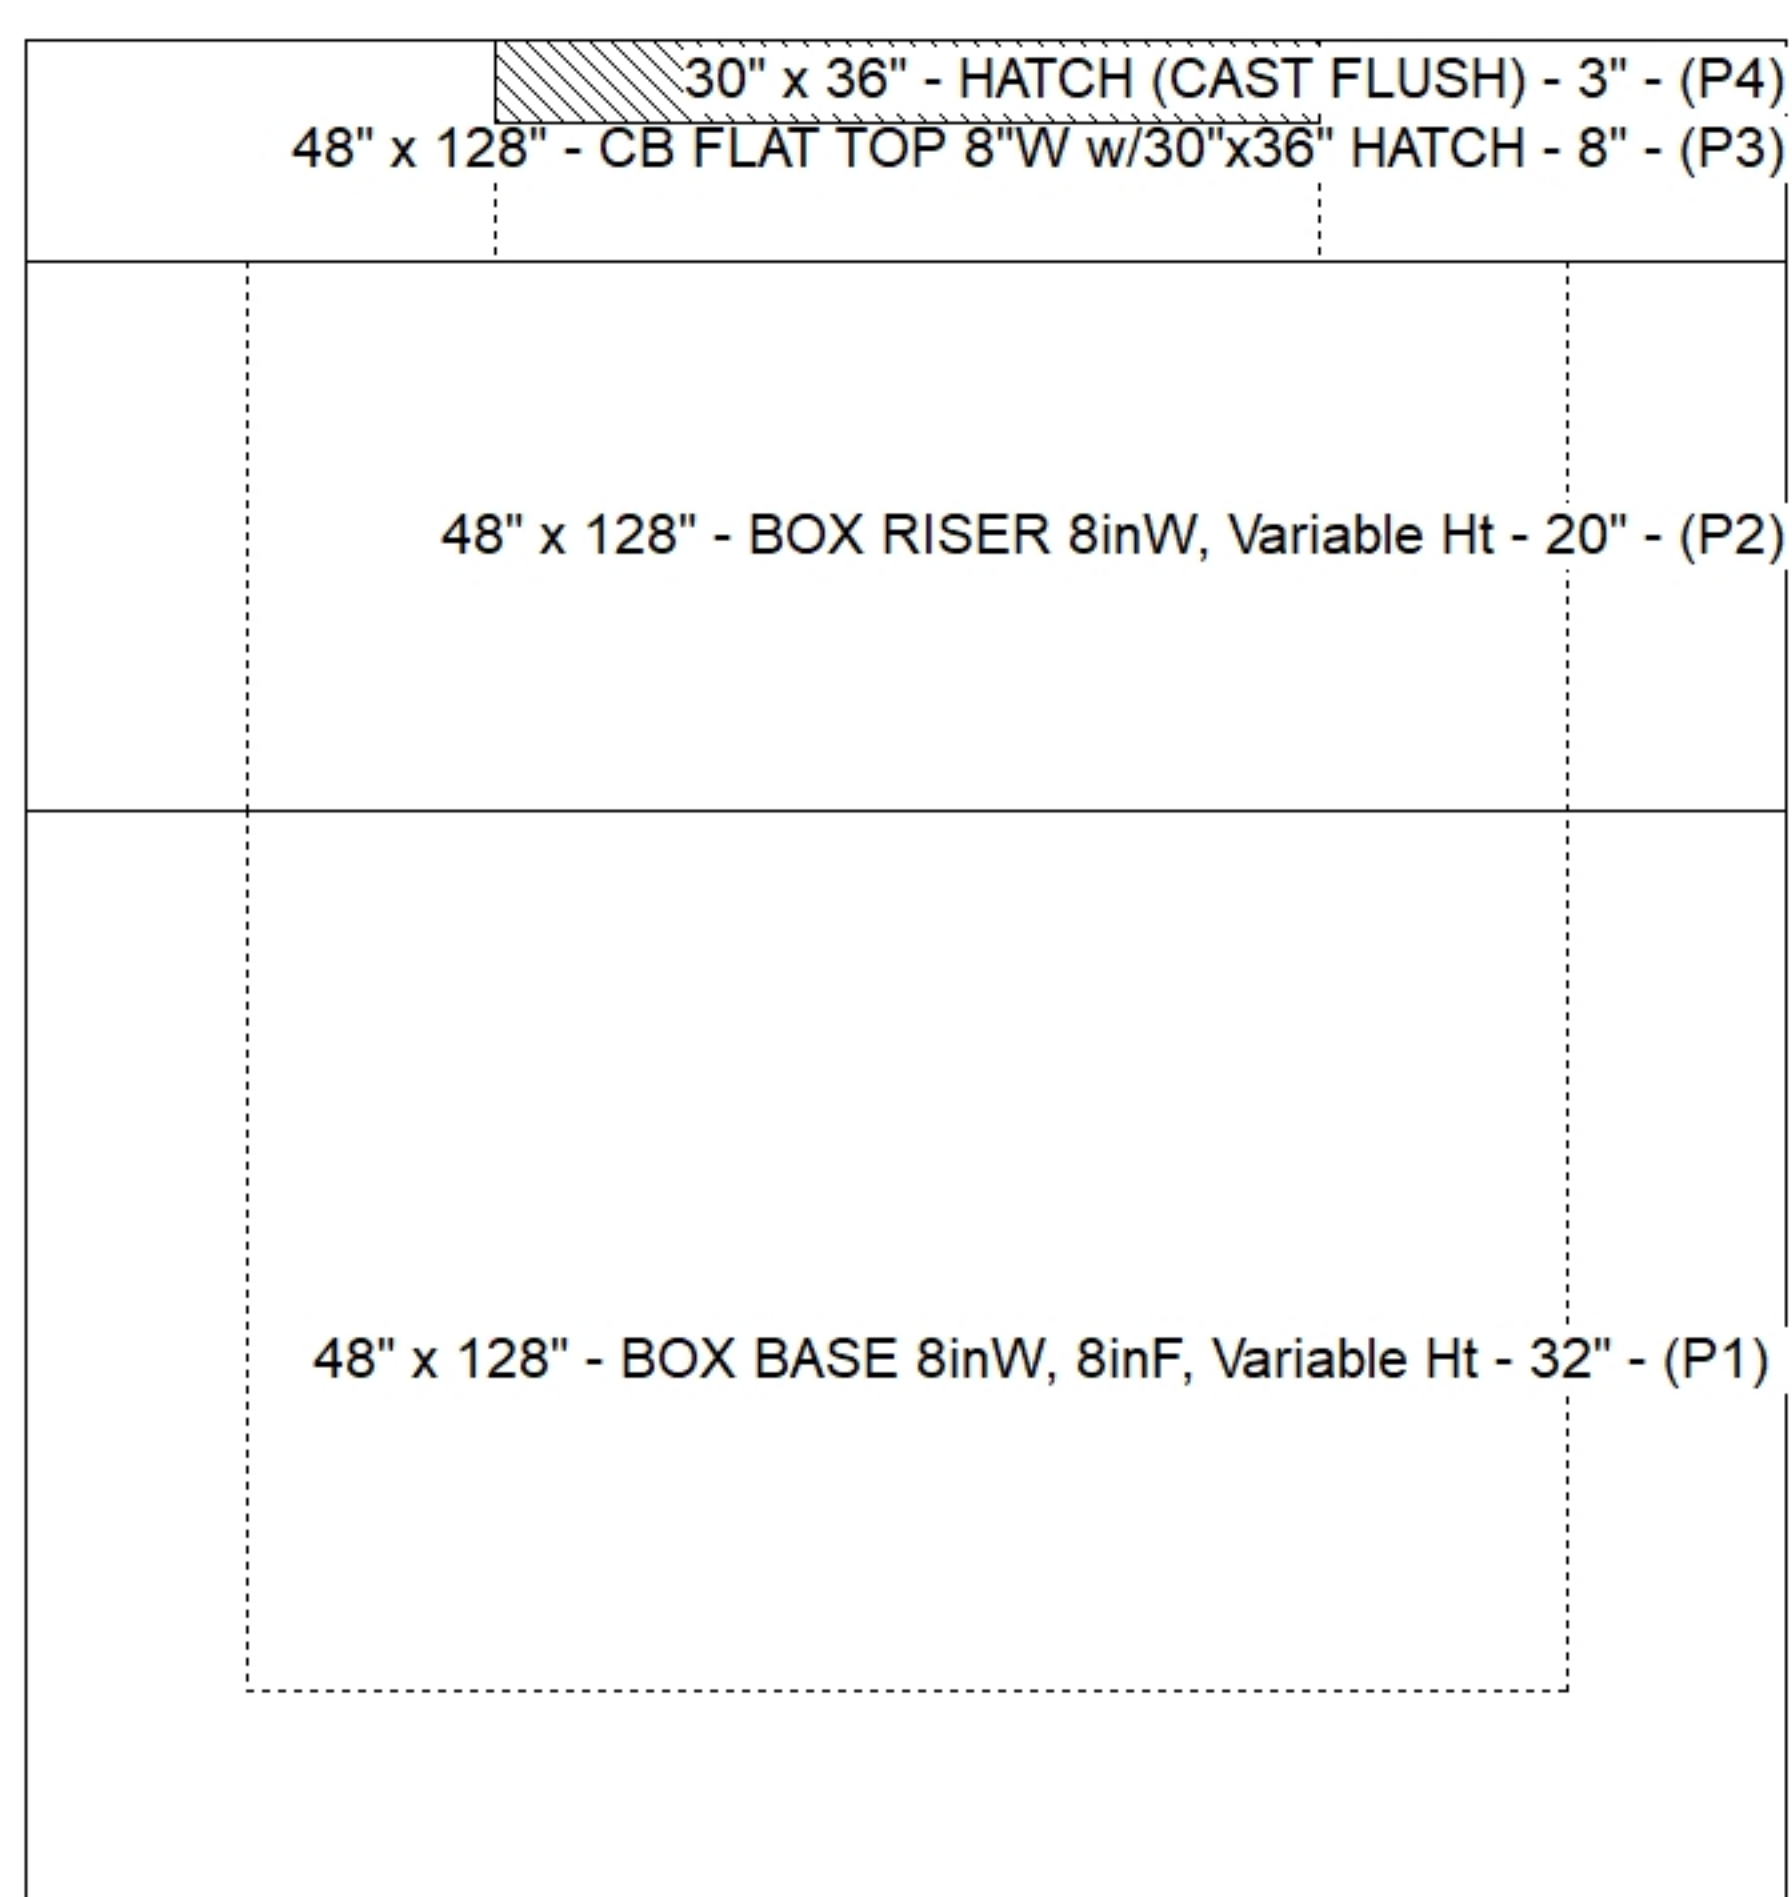 30" x 36" - HATCH (CAST FLUSH) - 3" - (P4)
48" x 128" - CB FLAT TOP 8"W w/30"x36" HATCH - 8" - (P3)
48" x 128" - BOX RISER 8inW, Variable Ht - 20" - (P2)
48" x 128" - BOX BASE 8inW, 8inF, Variable Ht - 32" - (P1)